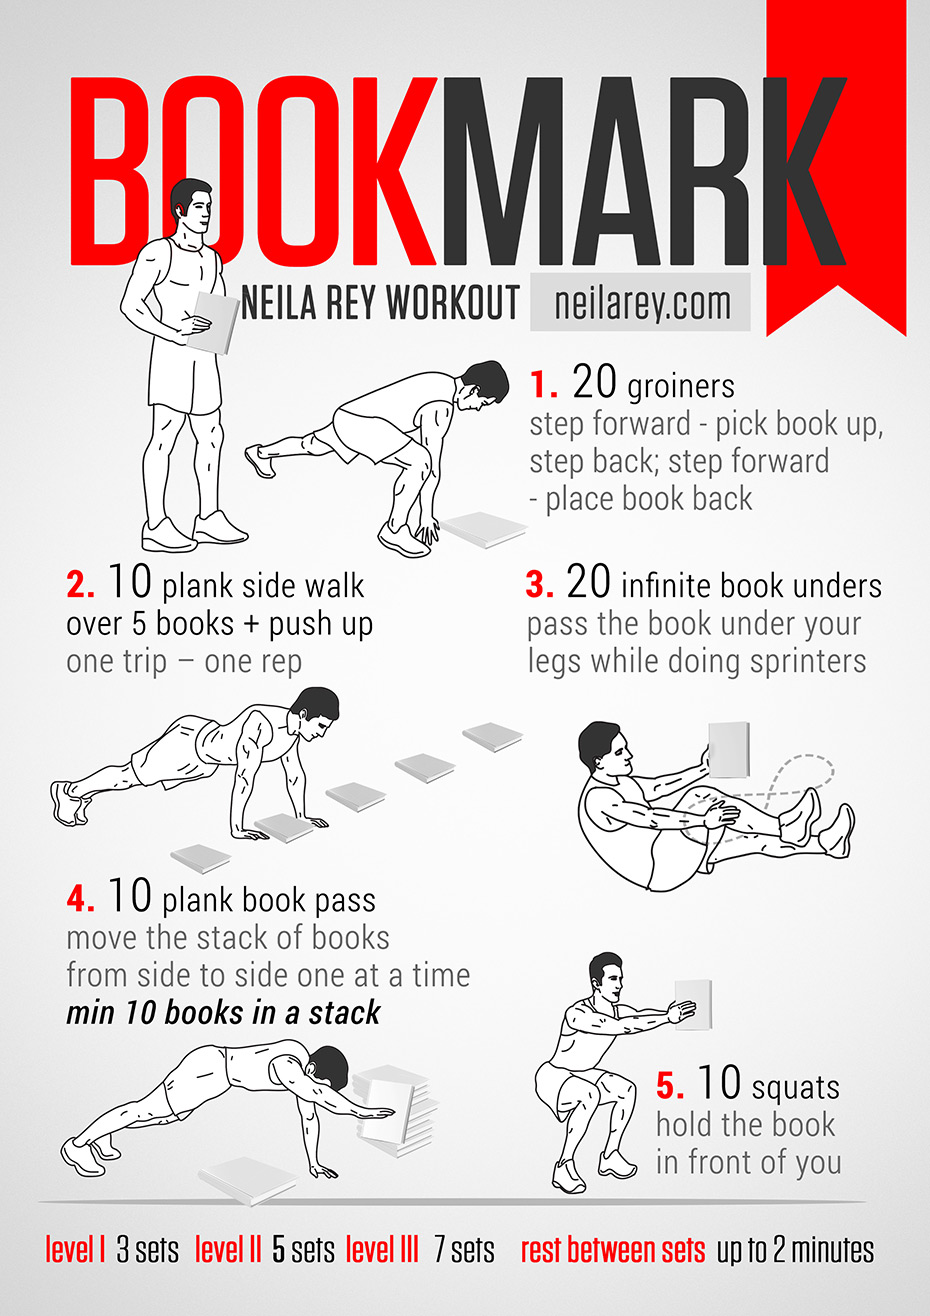 BOOKMARK
NEILA REY WORKOUT neilarey.com
1. 20 groiners
step forward - pick book up,
step back; step forward
- place book back
2. 10 plank side walk
over 5 books + push up
one trip – one rep
3. 20 infinite book unders
pass the book under your
legs while doing sprinters
4. 10 plank book pass
move the stack of books
from side to side one at a time
min 10 books in a stack
5. 10 squats
hold the book
in front of you
level I 3 sets level II 5 sets level III 7 sets rest between sets up to 2 minutes